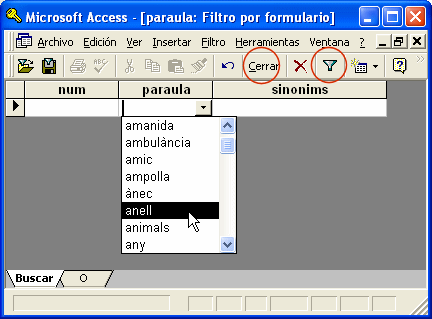 Microsoft Access - [paraula: Filtro por formulario]
Archivo Edición Ver Insertar Filtro Herramientas Ventana ?
Cerrar
num paraula sinonims
amanida
ambulància
amic
ampolla
ànec
anell
animals
any
Buscar O